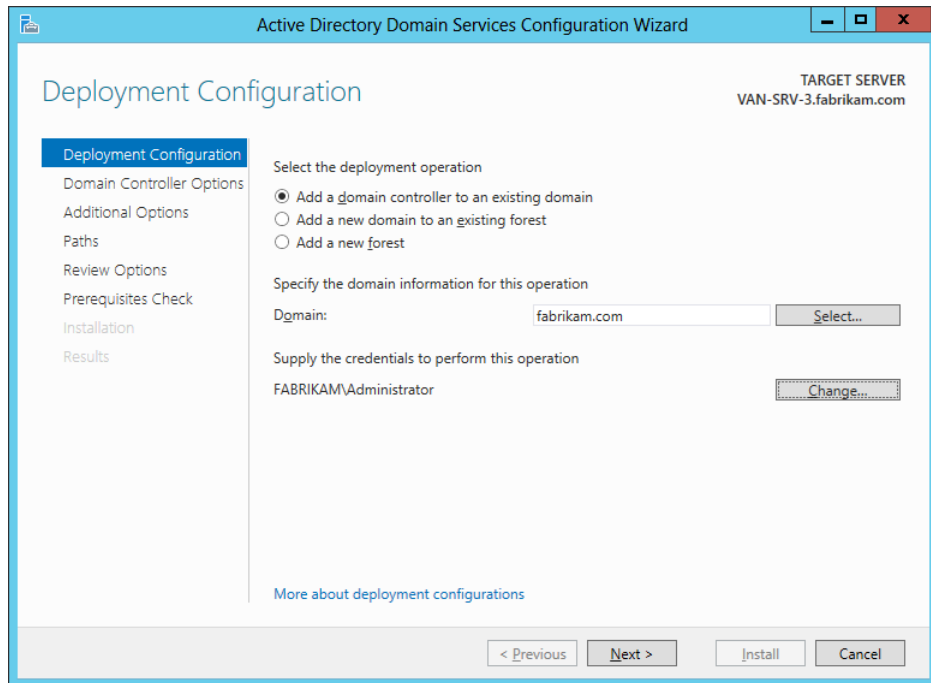 Active Directory Domain Services Configuration Wizard
Deployment Configuration
TARGET SERVER
VAN-SRV-3.fabrikam.com
Deployment Configuration
Domain Controller Options
Additional Options
Paths
Review Options
Prerequisites Check
Installation
Results
Select the deployment operation
Add a domain controller to an existing domain
Add a new domain to an existing forest
Add a new forest
Specify the domain information for this operation
Domain: fabrikam.com Select...
Supply the credentials to perform this operation
FABRIKAM\Administrator Change...
More about deployment configurations
< Previous Next > Install Cancel